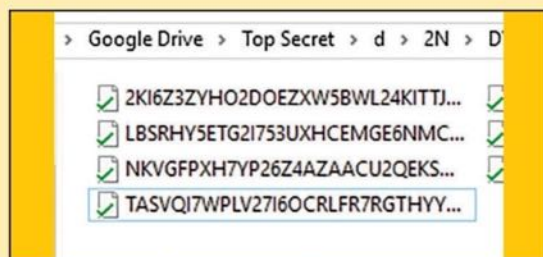 > Google Drive > Top Secret > d > 2N > D
2KI6Z3ZYHO2DOEZXW5BWL24KITTJ...
LBSRHY5ETG2I753UXHCEMGE6NMC...
NKVGFPXH7YP26Z4AZAACU2QEKS...
TASVQI7WPLV27I6OCRLFR7RGTHYY...